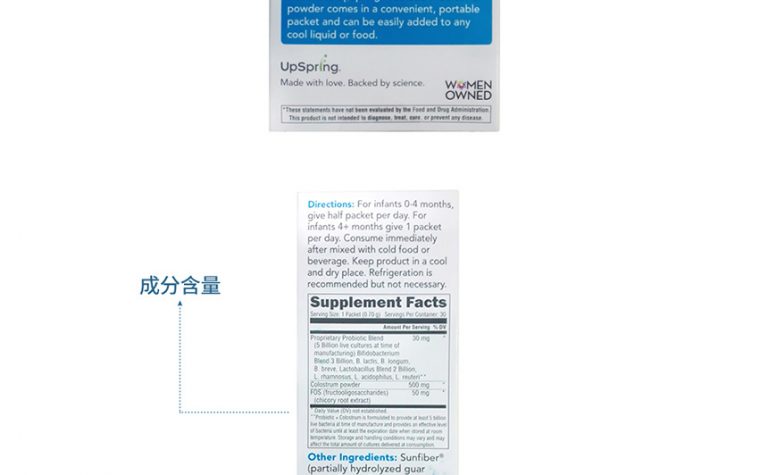 powder comes in a convenient, portable
packet and can be easily added to any
cool liquid or food.
UpSpring.
Made with love. Backed by science.
WOMEN
OWNED
*These statements have not been evaluated by the Food and Drug Administration.
This product is not intended to diagnose, treat, care, or prevent any disease.
Directions: For infants 0-4 months,
give half packet per day. For
infants 4+ months give 1 packet
per day. Consume immediately
after mixed with cold food or
beverage. Keep product in a cool
and dry place. Refrigeration is
recommended but not necessary.
成分含量
Supplement Facts
Serving Size: 1 Packet (0.70 g) Servings Per Container: 30
Amount Per Serving % DV
Proprietary Probiotic Blend 30 mg *
(5 Billion live cultures at time of
manufacturing) Bifidobacterium
Blend 3 Billion, B. lactis, B. longum,
B. breve, Lactobacillus Blend 2 Billion,
L. rhamnosus, L. acidophilus, L. reuteri**
Colostrum powder 500 mg *
FOS (fructooligosaccharides) 50 mg *
(chicory root extract)
* Daily Value (DV) not established.
**Probiotic + Colostrum is formulated to provide at least 5 billion
live bacteria at time of manufacture and provides an effective level
of bacteria until at least the expiration date when stored at room
temperature. Storage and handling conditions may vary and may
affect the total amount of cultures delivered at consumption.
Other Ingredients: Sunfiber®
(partially hydrolyzed guar